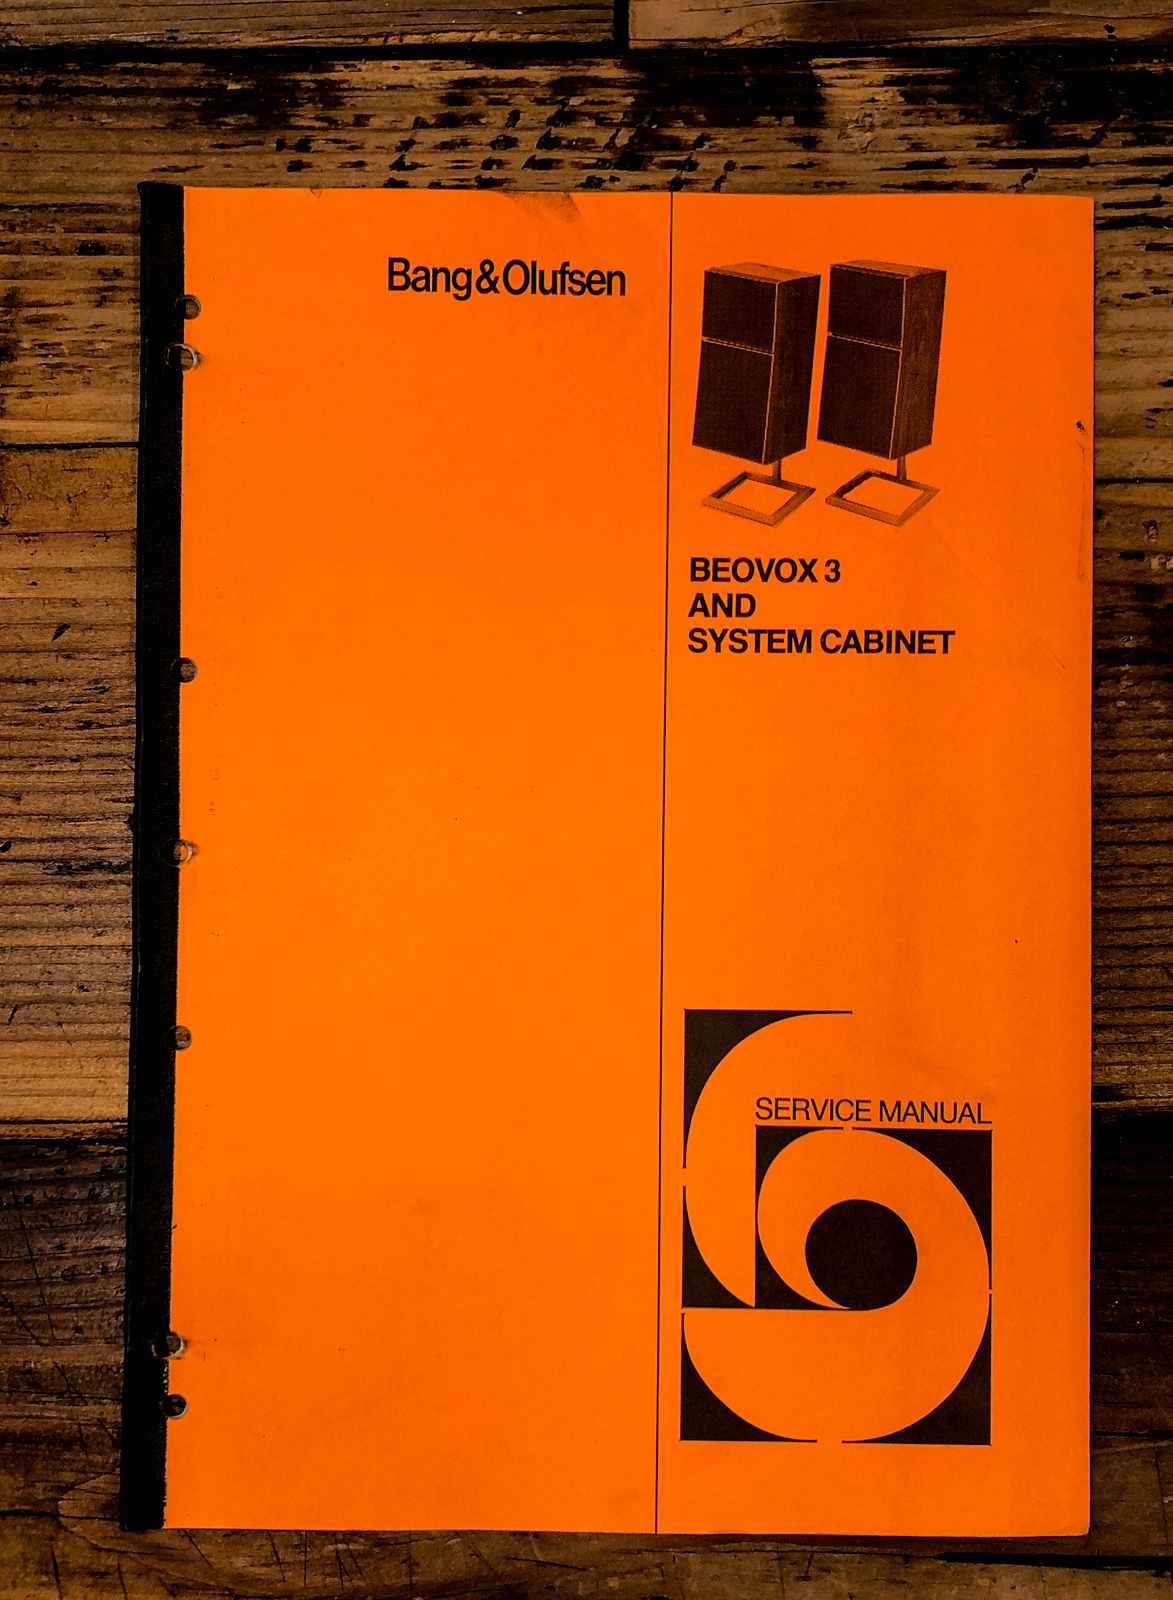 Bang&Olufsen
BEOVOX 3
AND
SYSTEM CABINET
SERVICE MANUAL